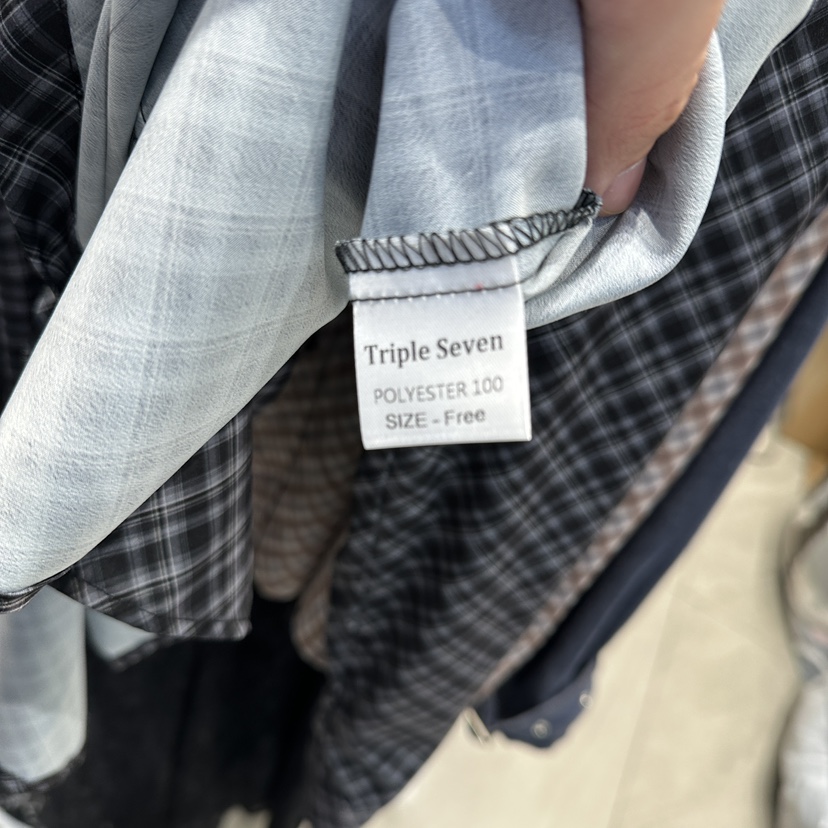 Triple Seven
POLYESTER 100
SIZE - Free